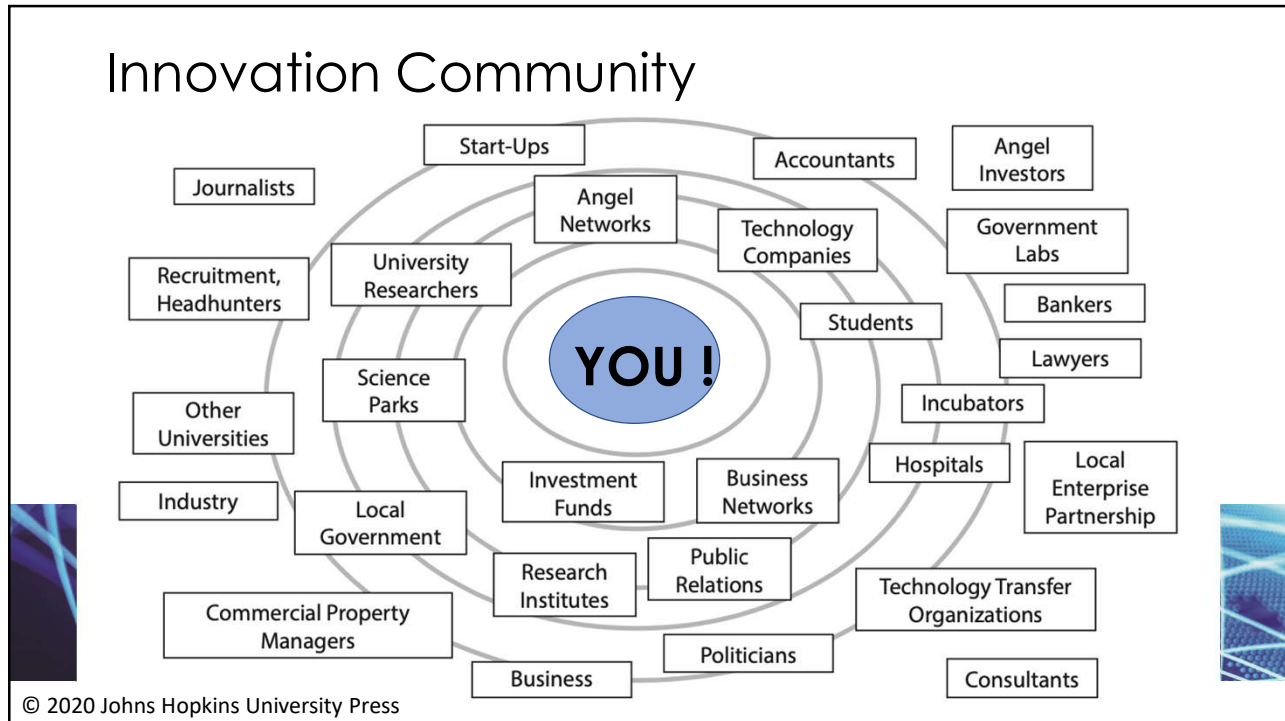 Innovation Community
Start-Ups
Accountants
Angel
Investors
Journalists
Angel
Networks
Technology
Companies
Government
Labs
University
Researchers
Recruitment,
Headhunters
Bankers
Students
YOU !
Lawyers
Science
Parks
Incubators
Other
Universities
Hospitals
Local
Enterprise
Partnership
Investment
Funds
Business
Networks
Industry
Local
Government
Public
Relations
Research
Institutes
Technology Transfer
Organizations
Commercial Property
Managers
Politicians
Business
Consultants
© 2020 Johns Hopkins University Press